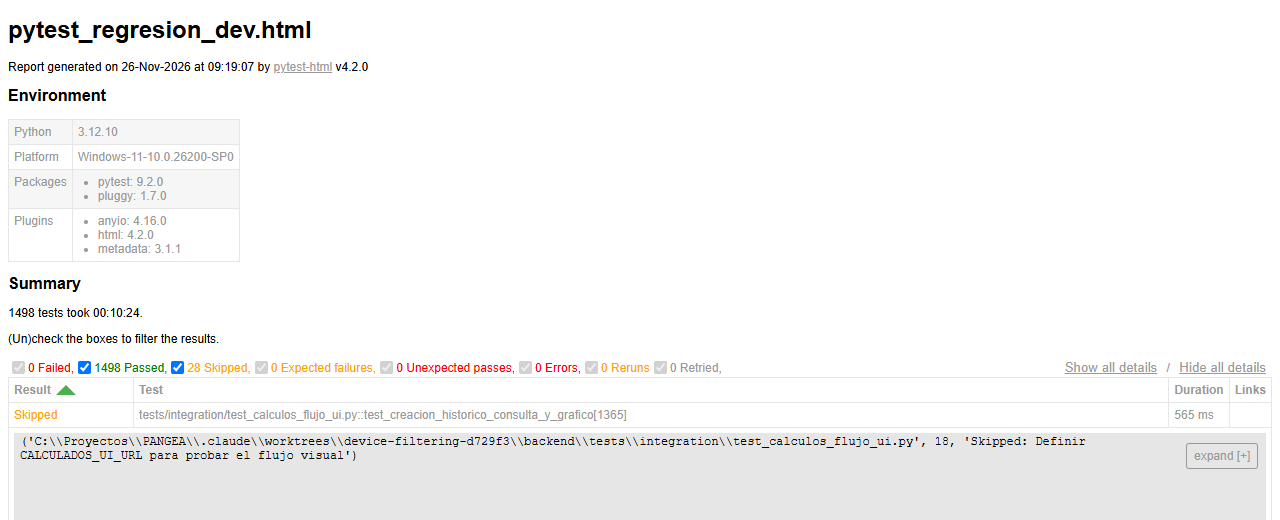 pytest_regresion_dev.html
Report generated on 26-Nov-2026 at 09:19:07 by pytest-html v4.2.0
Environment
Python 3.12.10
Platform Windows-11-10.0.26200-SP0
Packages
pytest: 9.2.0
pluggy: 1.7.0
Plugins
anyio: 4.16.0
html: 4.2.0
metadata: 3.1.1
Summary
1498 tests took 00:10:24.
(Un)check the boxes to filter the results.
0 Failed, 1498 Passed, 28 Skipped, 0 Expected failures, 0 Unexpected passes, 0 Errors, 0 Reruns 0 Retried, Show all details / Hide all details
Result Test Duration Links
Skipped tests/integration/test_calculos_flujo_ui.py::test_creacion_historico_consulta_y_grafico[1365] 565 ms
('C:\\Proyectos\\PANGEA\\.claude\\worktrees\\device-filtering-d729f3\\backend\\tests\\integration\\test_calculos_flujo_ui.py', 18, 'Skipped: Definir
CALCULADOS_UI_URL para probar el flujo visual')
expand [+]